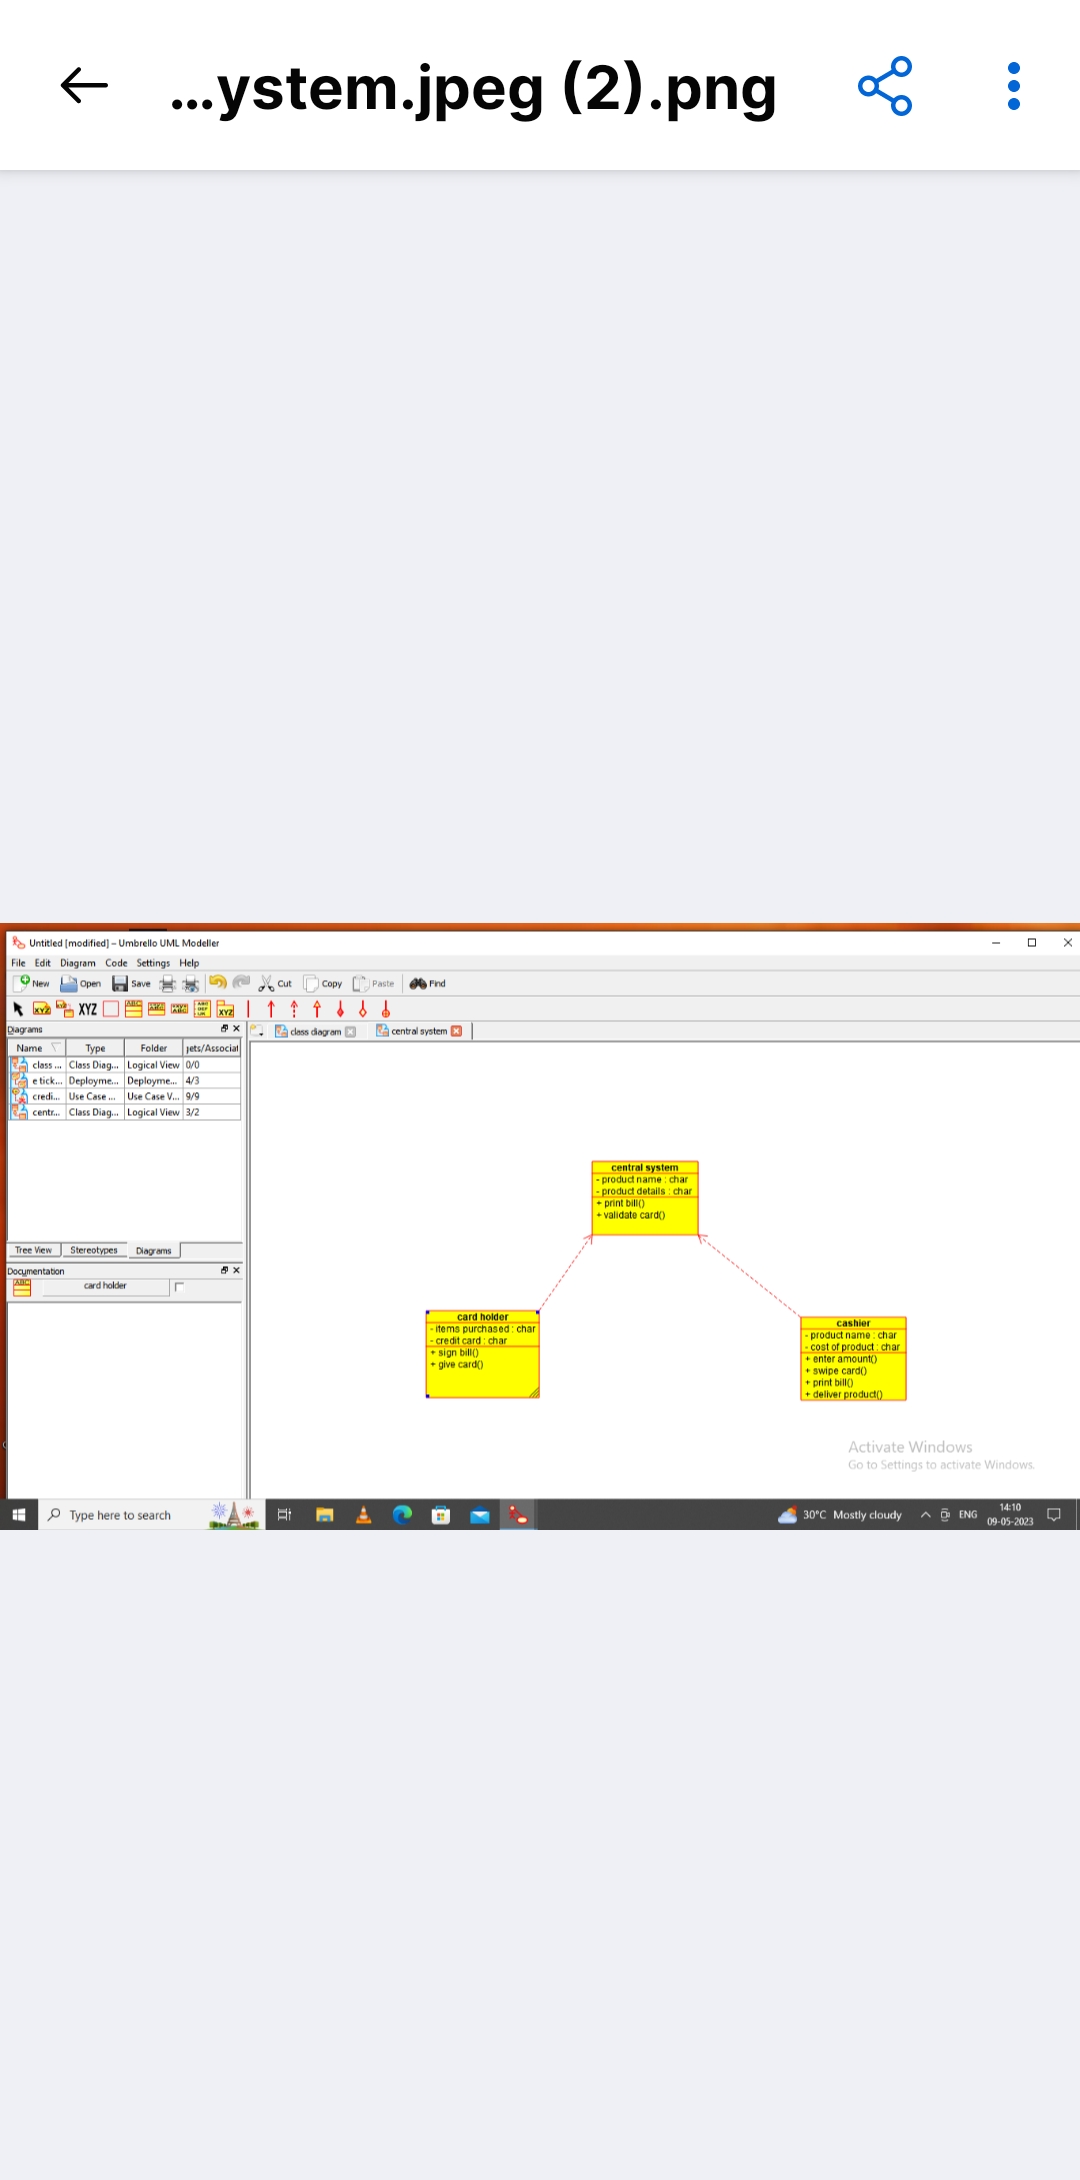 ...ystem.jpeg (2).png
Untitled [modified] – Umbrello UML Modeller
File Edit Diagram Code Settings Help
New Open Save Cut Copy Paste Find
XYZ
Diagrams
class diagram central system
Name Type Folder jets/Associat
class ... Class Diag... Logical View 0/0
e tick... Deployme... Deployme... 4/3
credi... Use Case ... Use Case V... 9/9
centr... Class Diag... Logical View 3/2
central system
- product name : char
- product details : char
+ print bill()
+ validate card()
Tree View Stereotypes Diagrams
Documentation
card holder
card holder
- items purchased : char
- credit card : char
+ sign bill()
+ give card()
cashier
- product name : char
- cost of product : char
+ enter amount()
+ swipe card()
+ print bill()
+ deliver product()
Activate Windows
Go to Settings to activate Windows.
Type here to search
30°C Mostly cloudy
ENG
14:10
09-05-2023